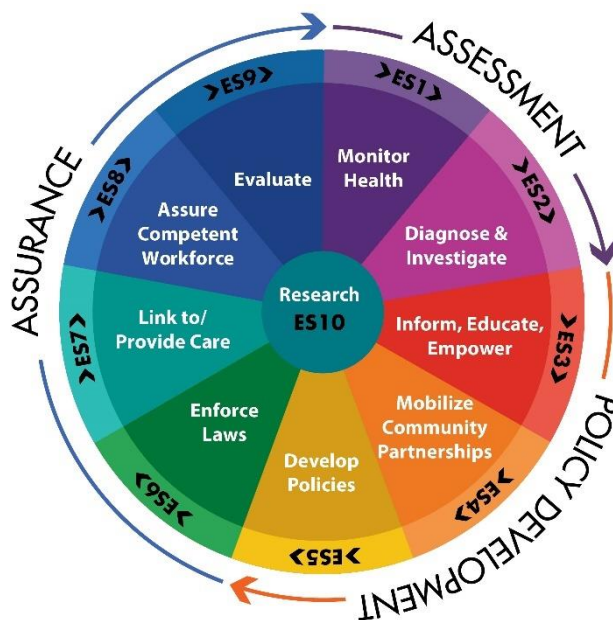 ASSESSMENT
POLICY DEVELOPMENT
ASSURANCE
ES1
Monitor
Health
ES2
Diagnose &
Investigate
ES3
Inform, Educate,
Empower
ES4
Mobilize
Community
Partnerships
ES5
Develop
Policies
ES6
Enforce
Laws
ES7
Link to/
Provide Care
ES8
Assure
Competent
Workforce
ES9
Evaluate
Research
ES10